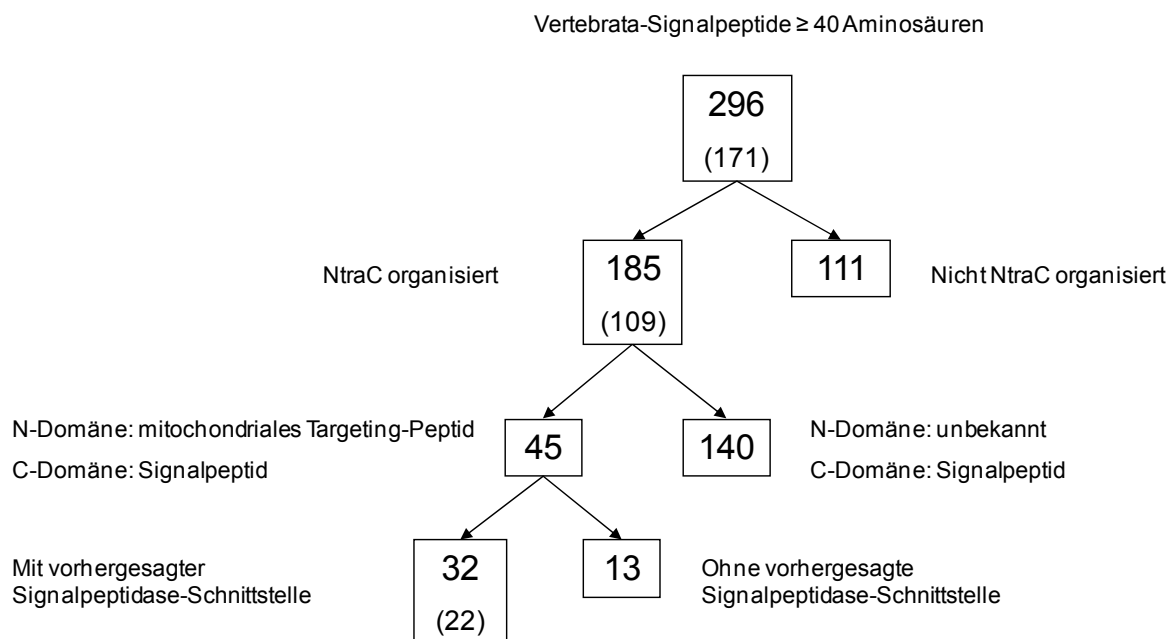 Vertebrata-Signalpeptide ≥ 40 Aminosäuren
296
(171)
NtraC organisiert
185
(109)
111
Nicht NtraC organisiert
N-Domäne: mitochondriales Targeting-Peptid
C-Domäne: Signalpeptid
45
140
N-Domäne: unbekannt
C-Domäne: Signalpeptid
Mit vorhergesagter
Signalpeptidase-Schnittstelle
32
(22)
13
Ohne vorhergesagte
Signalpeptidase-Schnittstelle